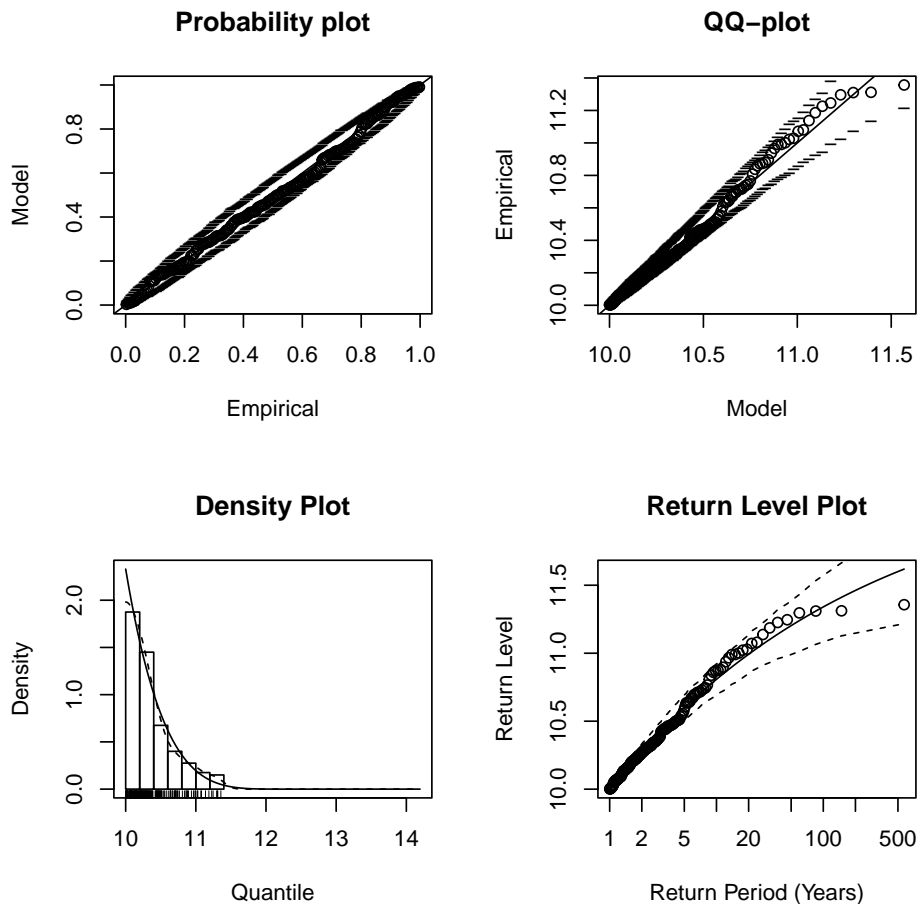 Probability plot
Model
0.0 0.4 0.8
0.0 0.2 0.4 0.6 0.8 1.0
Empirical
QQ−plot
Empirical
10.0 10.4 10.8 11.2
10.0 10.5 11.0 11.5
Model
Density Plot
Density
0.0 1.0 2.0
10 11 12 13 14
Quantile
Return Level Plot
Return Level
10.0 10.5 11.0 11.5
1 2 5 20 100 500
Return Period (Years)